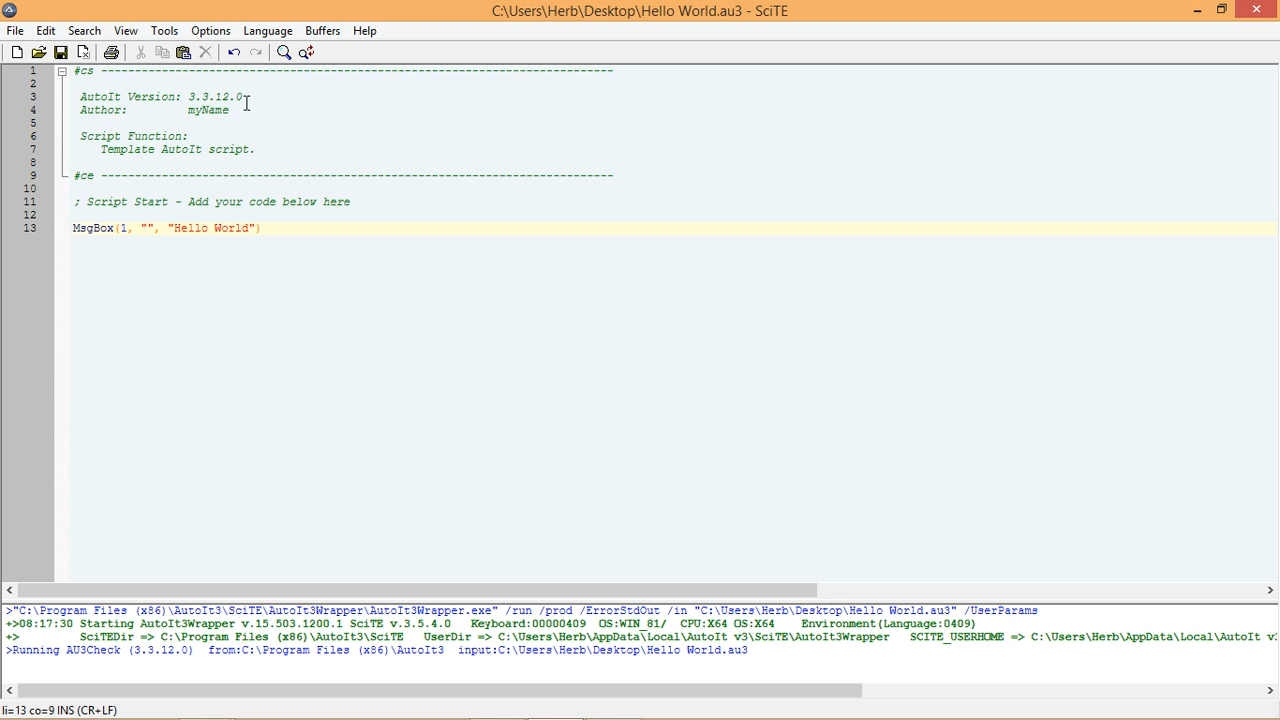 C:\Users\Herb\Desktop\Hello World.au3 - SciTE
File Edit Search View Tools Options Language Buffers Help
1 #cs ----------------------------------------------------------------------------
2
3 AutoIt Version: 3.3.12.0
4 Author: myName
5
6 Script Function:
7 Template AutoIt script.
8
9 #ce ----------------------------------------------------------------------------
10
11 ; Script Start - Add your code below here
12
13 MsgBox(1, "", "Hello World")
>"C:\Program Files (x86)\AutoIt3\SciTE\AutoIt3Wrapper\AutoIt3Wrapper.exe" /run /prod /ErrorStdOut /in "C:\Users\Herb\Desktop\Hello World.au3" /UserParams
+>08:17:30 Starting AutoIt3Wrapper v.15.503.1200.1 SciTE v.3.5.4.0 Keyboard:00000409 OS:WIN_81/ CPU:X64 OS:X64 Environment(Language:0409)
+> SciTEDir => C:\Program Files (x86)\AutoIt3\SciTE UserDir => C:\Users\Herb\AppData\Local\AutoIt v3\SciTE\AutoIt3Wrapper SCITE_USERHOME => C:\Users\Herb\AppData\Local\AutoIt v3
>Running AU3Check (3.3.12.0) from:C:\Program Files (x86)\AutoIt3 input:C:\Users\Herb\Desktop\Hello World.au3
li=13 co=9 INS (CR+LF)